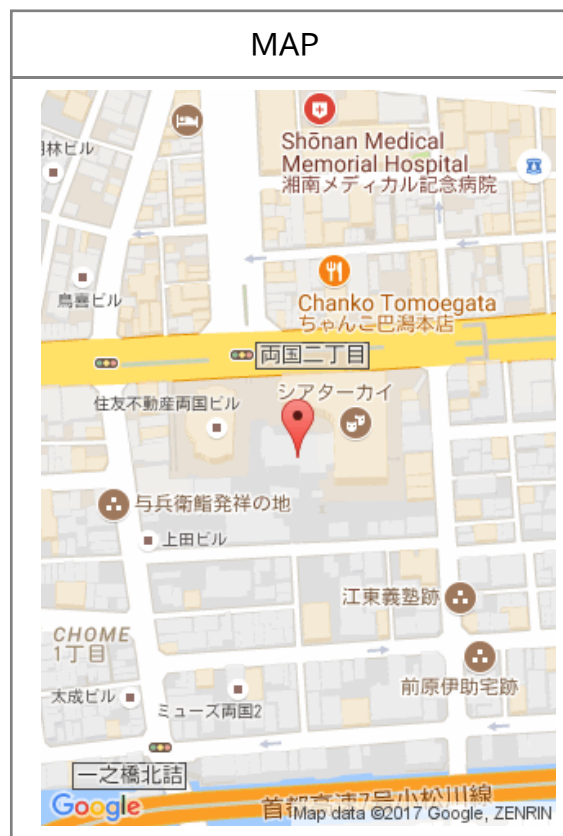 MAP
月林ビル
Shōnan Medical
Memorial Hospital
湘南メディカル記念病院
鳥喜ビル
Chanko Tomoegata
ちゃんこ巴潟本店
両国二丁目
シアターカイ
住友不動産両国ビル
与兵衛鮨発祥の地
上田ビル
江東義塾跡
CHOME
1丁目
前原伊助宅跡
太成ビル
ミューズ両国2
一之橋北詰
首都高速7号小松川線
Google
Map data ©2017 Google, ZENRIN